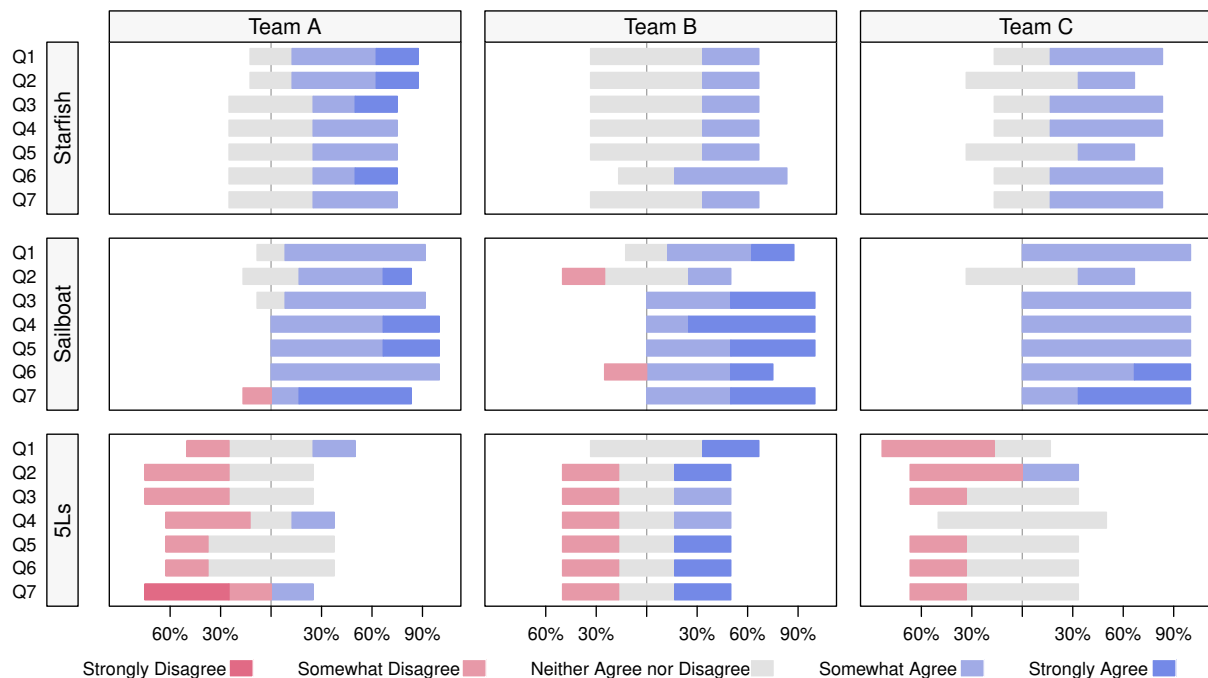 Team A Team B Team C
Starfish
Q1
Q2
Q3
Q4
Q5
Q6
Q7
Sailboat
Q1
Q2
Q3
Q4
Q5
Q6
Q7
5Ls
Q1
Q2
Q3
Q4
Q5
Q6
Q7
60% 30% 30% 60% 90% 60% 30% 30% 60% 90% 60% 30% 30% 60% 90%
Strongly Disagree Somewhat Disagree Neither Agree nor Disagree Somewhat Agree Strongly Agree